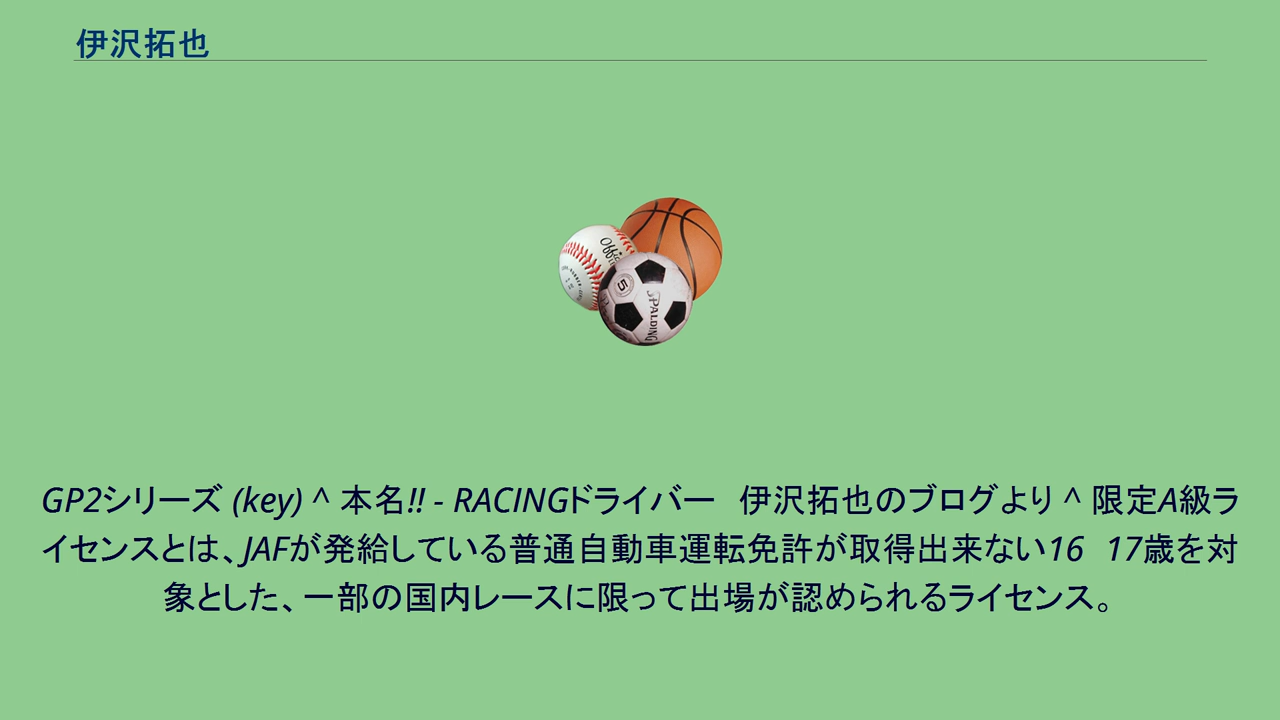 伊沢拓也
Offici
5
SPALDING
GP2シリーズ (key) ^ 本名!! - RACINGドライバー　伊沢拓也のブログより ^ 限定A級ラ
イセンスとは、JAFが発給している普通自動車運転免許が取得出来ない16　17歳を対
象とした、一部の国内レースに限って出場が認められるライセンス。